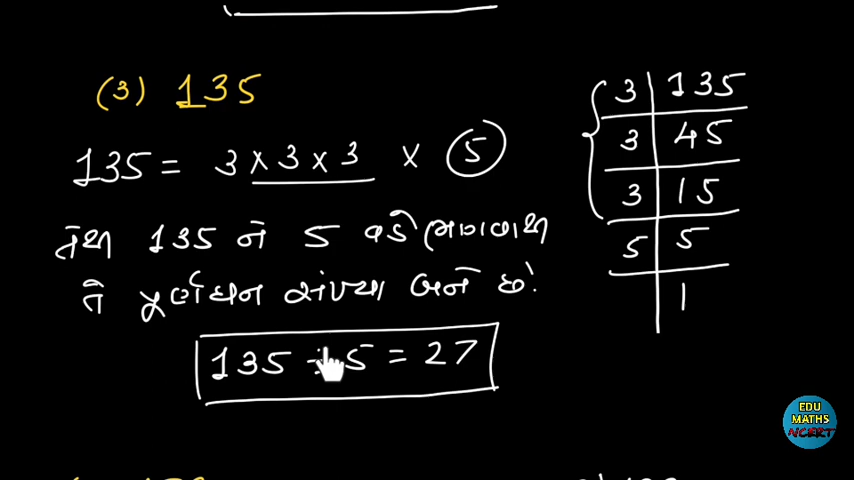 (3) 135
135 = 3 × 3 × 3 × 5
તેથી 135 ને 5 વડે ભાગવાથી
તે પૂર્ણઘન સંખ્યા બને છે.
135 ÷ 5 = 27
3 | 135
3 | 45
3 | 15
5 | 5
1
EDU
MATHS
NCERT